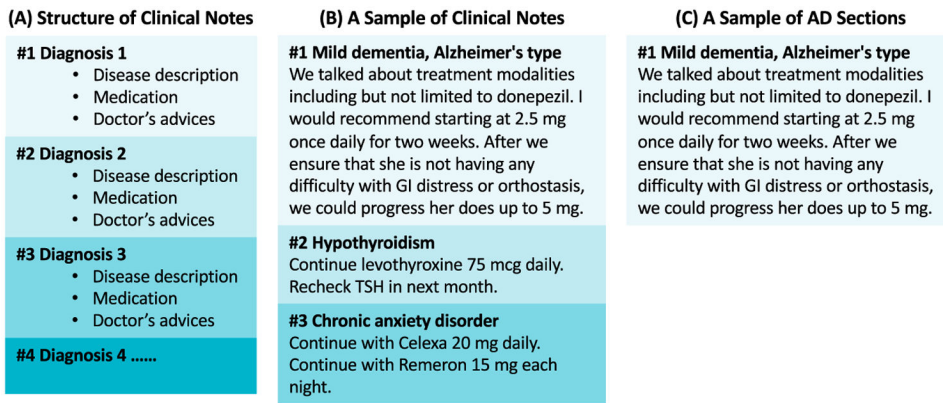 (A) Structure of Clinical Notes
#1 Diagnosis 1
• Disease description
• Medication
• Doctor's advices
#2 Diagnosis 2
• Disease description
• Medication
• Doctor's advices
#3 Diagnosis 3
• Disease description
• Medication
• Doctor's advices
#4 Diagnosis 4 ......
(B) A Sample of Clinical Notes
#1 Mild dementia, Alzheimer's type
We talked about treatment modalities
including but not limited to donepezil. I
would recommend starting at 2.5 mg
once daily for two weeks. After we
ensure that she is not having any
difficulty with GI distress or orthostasis,
we could progress her does up to 5 mg.
#2 Hypothyroidism
Continue levothyroxine 75 mcg daily.
Recheck TSH in next month.
#3 Chronic anxiety disorder
Continue with Celexa 20 mg daily.
Continue with Remeron 15 mg each
night.
(C) A Sample of AD Sections
#1 Mild dementia, Alzheimer's type
We talked about treatment modalities
including but not limited to donepezil. I
would recommend starting at 2.5 mg
once daily for two weeks. After we
ensure that she is not having any
difficulty with GI distress or orthostasis,
we could progress her does up to 5 mg.